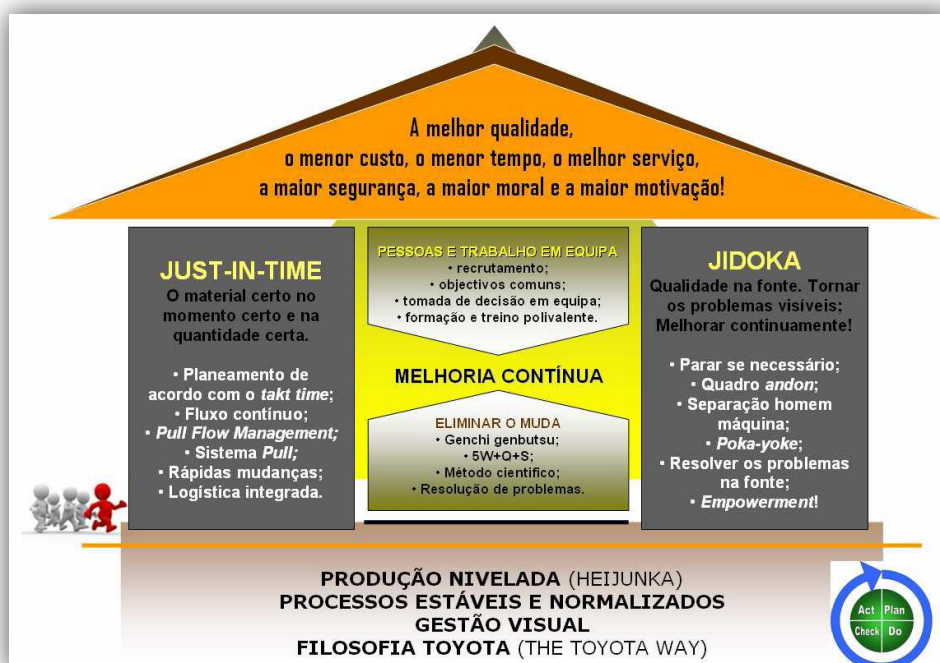 A melhor qualidade,
o menor custo, o menor tempo, o melhor serviço,
a maior segurança, a maior moral e a maior motivação!
JUST-IN-TIME
O material certo no
momento certo e na
quantidade certa.
• Planeamento de
acordo com o takt time;
• Fluxo contínuo;
• Pull Flow Management;
• Sistema Pull;
• Rápidas mudanças;
• Logística integrada.
PESSOAS E TRABALHO EM EQUIPA
• recrutamento;
• objectivos comuns;
• tomada de decisão em equipa;
• formação e treino polivalente.
MELHORIA CONTÍNUA
ELIMINAR O MUDA
• Genchi genbutsu;
• 5W+Q+S;
• Método cientifico;
• Resolução de problemas.
JIDOKA
Qualidade na fonte. Tornar
os problemas visíveis;
Melhorar continuamente!
• Parar se necessário;
• Quadro andon;
• Separação homem
máquina;
• Poka-yoke;
• Resolver os problemas
na fonte;
• Empowerment!
PRODUÇÃO NIVELADA (HEIJUNKA)
PROCESSOS ESTÁVEIS E NORMALIZADOS
GESTÃO VISUAL
FILOSOFIA TOYOTA (THE TOYOTA WAY)
Act Plan
Check Do